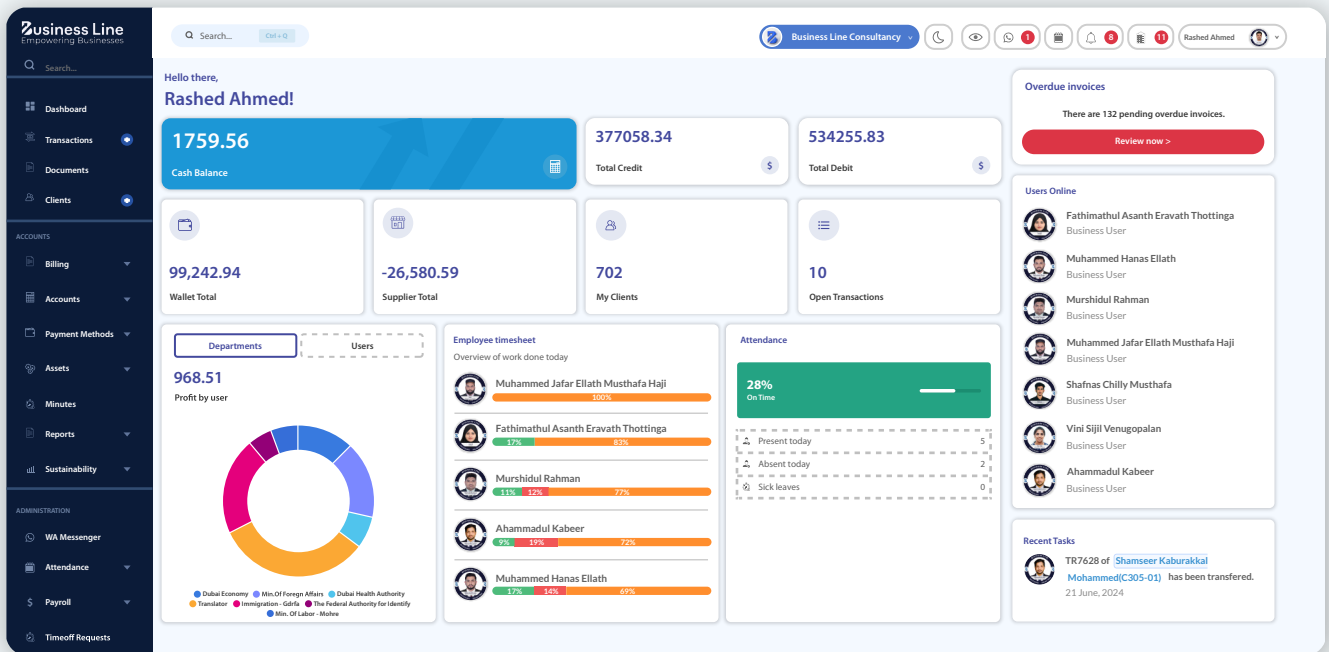 Business Line
Empowering Businesses
Search...
Dashboard
Transactions
Documents
Clients
ACCOUNTS
Billing
Accounts
Payment Methods
Assets
Minutes
Reports
Sustainability
ADMINISTRATION
WA Messenger
Attendance
$ Payroll
Timeoff Requests
Search... Ctrl + Q
Business Line Consultancy
1
8
11
Rashed Ahmed
Hello there,
Rashed Ahmed!
1759.56
Cash Balance
377058.34
Total Credit $
534255.83
Total Debit $
99,242.94
Wallet Total
-26,580.59
Supplier Total
702
My Clients
10
Open Transactions
Departments Users
968.51
Profit by user
Dubai Economy Min.Of Foregn Affairs Dubai Health Authority
Translator Immigration - Gdrfa The Federal Authority for Identify
Min. Of Labor - Mohre
Employee timesheet
Overview of work done today
Muhammed Jafar Ellath Musthafa Haji
100%
Fathimathul Asanth Eravath Thottinga
17% 83%
Murshidul Rahman
11% 12% 77%
Ahammadul Kabeer
9% 19% 72%
Muhammed Hanas Ellath
17% 14% 69%
Attendance
28%
On Time
Present today 5
Absent today 2
Sick leaves 0
Overdue invoices
There are 132 pending overdue invoices.
Review now >
Users Online
Fathimathul Asanth Eravath Thottinga
Business User
Muhammed Hanas Ellath
Business User
Murshidul Rahman
Business User
Muhammed Jafar Ellath Musthafa Haji
Business User
Shafnas Chilly Musthafa
Business User
Vini Sijil Venugopalan
Business User
Ahammadul Kabeer
Business User
Recent Tasks
TR7628 of Shamseer Kaburakkal
Mohammed(C305-01) has been transfered.
21 June, 2024